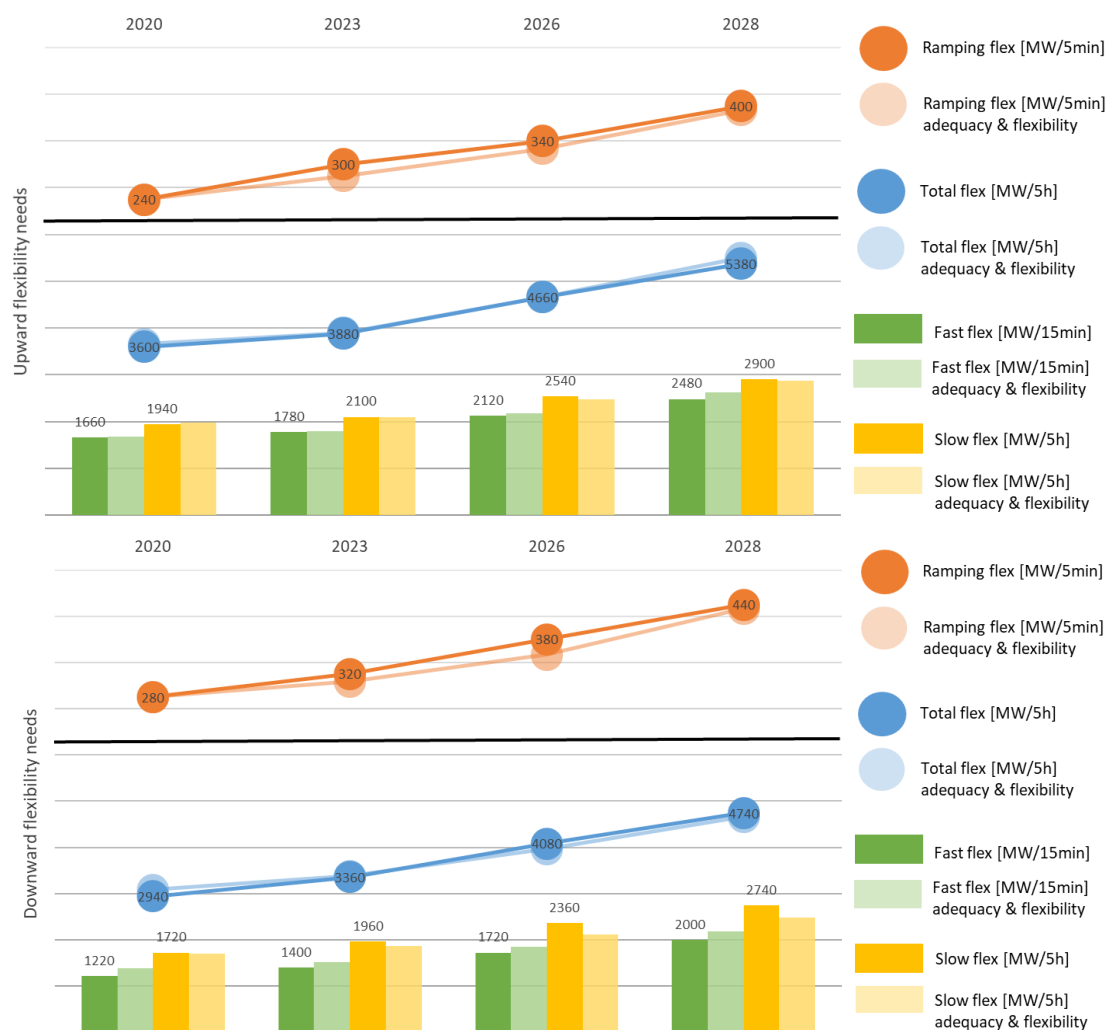 2020 2023 2026 2028
Upward flexibility needs
240 300 340 400
3600 3880 4660 5380
1660 1940 1780 2100 2120 2540 2480 2900
Ramping flex [MW/5min]
Ramping flex [MW/5min]
adequacy & flexibility
Total flex [MW/5h]
Total flex [MW/5h]
adequacy & flexibility
Fast flex [MW/15min]
Fast flex [MW/15min]
adequacy & flexibility
Slow flex [MW/5h]
Slow flex [MW/5h]
adequacy & flexibility
2020 2023 2026 2028
Downward flexibility needs
280 320 380 440
2940 3360 4080 4740
1220 1720 1400 1960 1720 2360 2000 2740
Ramping flex [MW/5min]
Ramping flex [MW/5min]
adequacy & flexibility
Total flex [MW/5h]
Total flex [MW/5h]
adequacy & flexibility
Fast flex [MW/15min]
Fast flex [MW/15min]
adequacy & flexibility
Slow flex [MW/5h]
Slow flex [MW/5h]
adequacy & flexibility